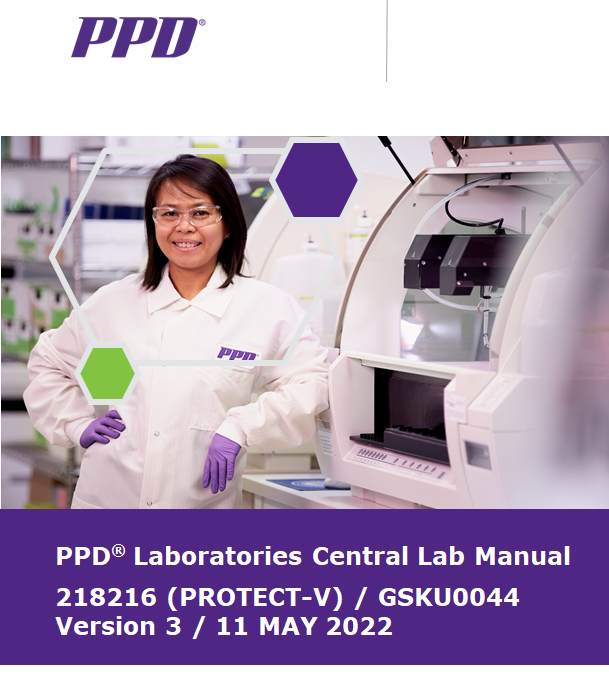 PPD®
PPD
PPD® Laboratories Central Lab Manual
218216 (PROTECT-V) / GSKU0044
Version 3 / 11 MAY 2022